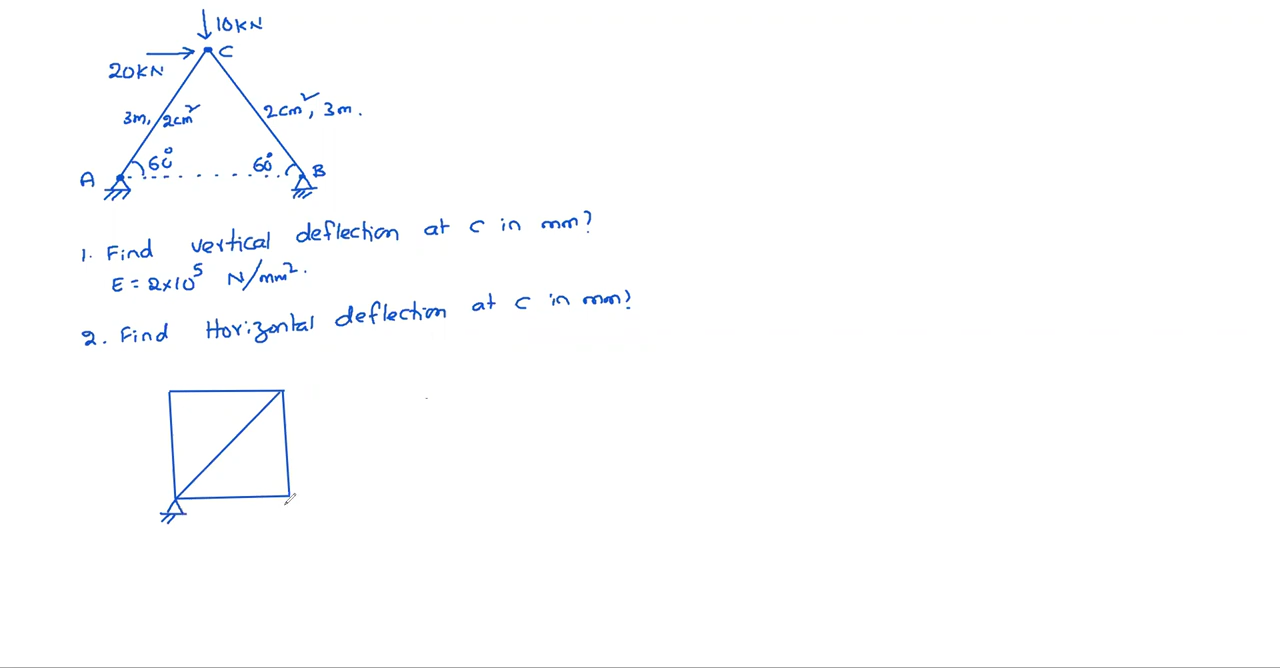 10KN
C
20KN
3m, 2cm²
2cm², 3m.
60°
60°
A
B
1. Find vertical deflection at C in mm?
E = 2×10⁵ N/mm².
2. Find Horizontal deflection at C in mm?